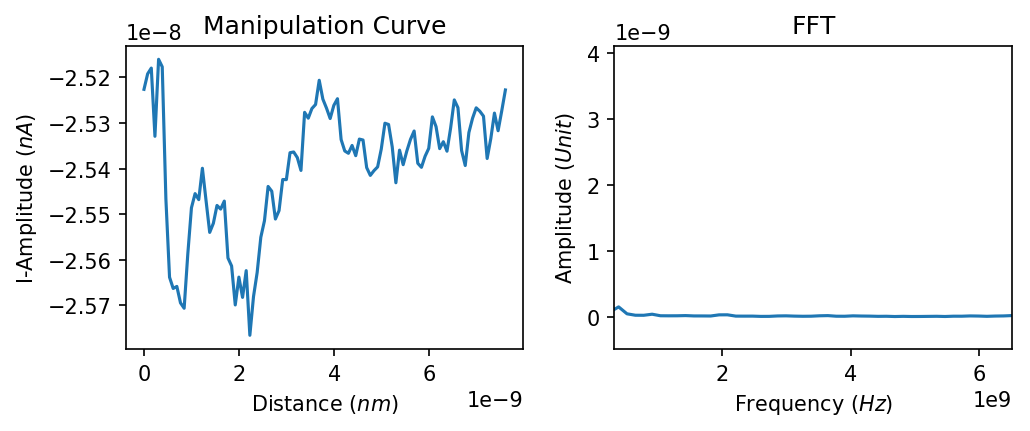 Manipulation Curve
1e−8
−2.52
−2.53
−2.54
−2.55
−2.56
−2.57
I-Amplitude (nA)
0 2 4 6
1e−9
Distance (nm)
FFT
1e−9
4
3
2
1
0
Amplitude (Unit)
2 4 6
1e9
Frequency (Hz)